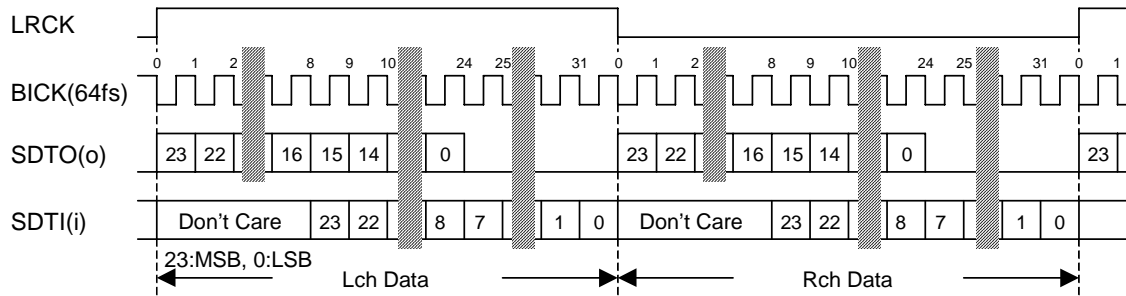 LRCK
0 1 2 8 9 10 24 25 31 0 1 2 8 9 10 24 25 31 0 1
BICK(64fs)
SDTO(o) 23 22 16 15 14 0 23 22 16 15 14 0 23
SDTI(i) Don't Care 23 22 8 7 1 0 Don't Care 23 22 8 7 1 0
23:MSB, 0:LSB
Lch Data Rch Data